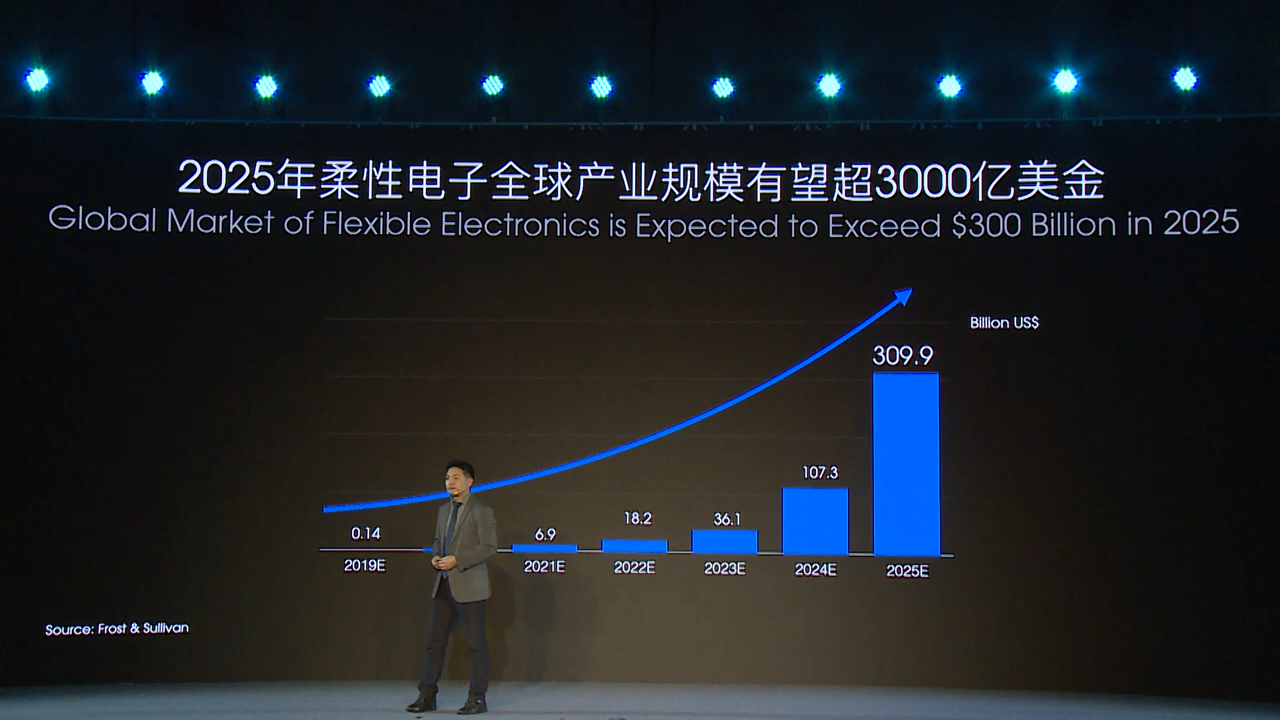 2025年柔性电子全球产业规模有望超3000亿美金
Global Market of Flexible Electronics is Expected to Exceed $300 Billion in 2025
Billion US$
309.9
107.3
36.1
18.2
6.9
0.14
2019E
2021E
2022E
2023E
2024E
2025E
Source: Frost & Sullivan